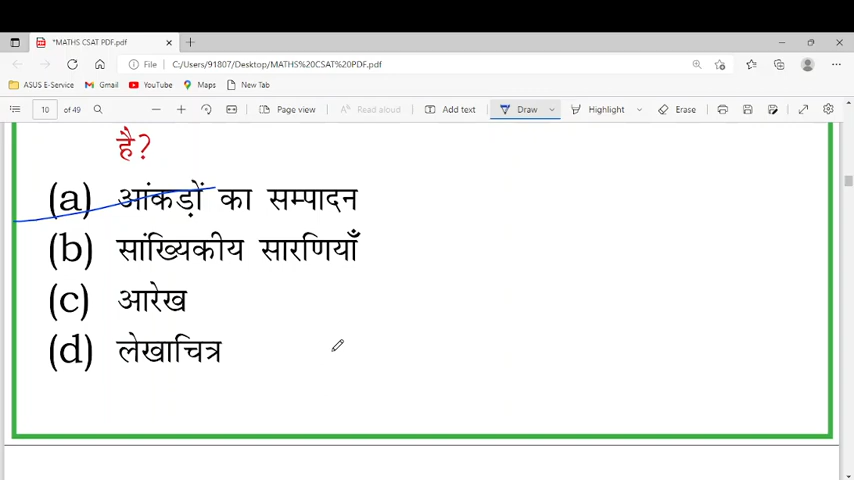 *MATHS CSAT PDF.pdf
File C:/Users/91807/Desktop/MATHS%20CSAT%20PDF.pdf
ASUS E-Service Gmail YouTube Maps New Tab
10 of 49 Page view Read aloud Add text Draw Highlight Erase
है?
(a) आंकड़ों का सम्पादन
(b) सांख्यिकीय सारणियाँ
(c) आरेख
(d) लेखाचित्र